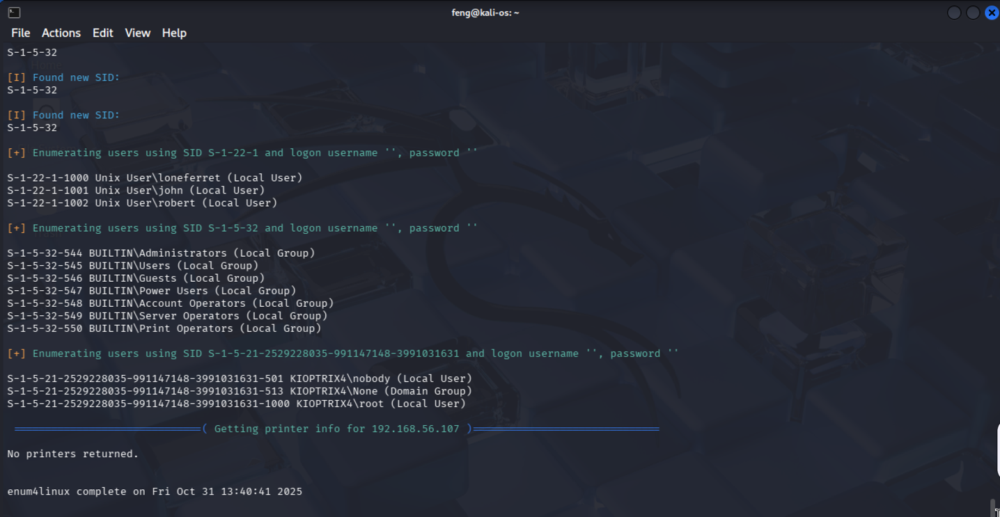 feng@kali-os: ~
File Actions Edit View Help
S-1-5-32
[I] Found new SID:
S-1-5-32
[I] Found new SID:
S-1-5-32
[+] Enumerating users using SID S-1-22-1 and logon username '', password ''
S-1-22-1-1000 Unix User\loneferret (Local User)
S-1-22-1-1001 Unix User\john (Local User)
S-1-22-1-1002 Unix User\robert (Local User)
[+] Enumerating users using SID S-1-5-32 and logon username '', password ''
S-1-5-32-544 BUILTIN\Administrators (Local Group)
S-1-5-32-545 BUILTIN\Users (Local Group)
S-1-5-32-546 BUILTIN\Guests (Local Group)
S-1-5-32-547 BUILTIN\Power Users (Local Group)
S-1-5-32-548 BUILTIN\Account Operators (Local Group)
S-1-5-32-549 BUILTIN\Server Operators (Local Group)
S-1-5-32-550 BUILTIN\Print Operators (Local Group)
[+] Enumerating users using SID S-1-5-21-2529228035-991147148-3991031631 and logon username '', password ''
S-1-5-21-2529228035-991147148-3991031631-501 KIOPTRIX4\nobody (Local User)
S-1-5-21-2529228035-991147148-3991031631-513 KIOPTRIX4\None (Domain Group)
S-1-5-21-2529228035-991147148-3991031631-1000 KIOPTRIX4\root (Local User)
==============================( Getting printer info for 192.168.56.107 )==============================
No printers returned.
enum4linux complete on Fri Oct 31 13:40:41 2025